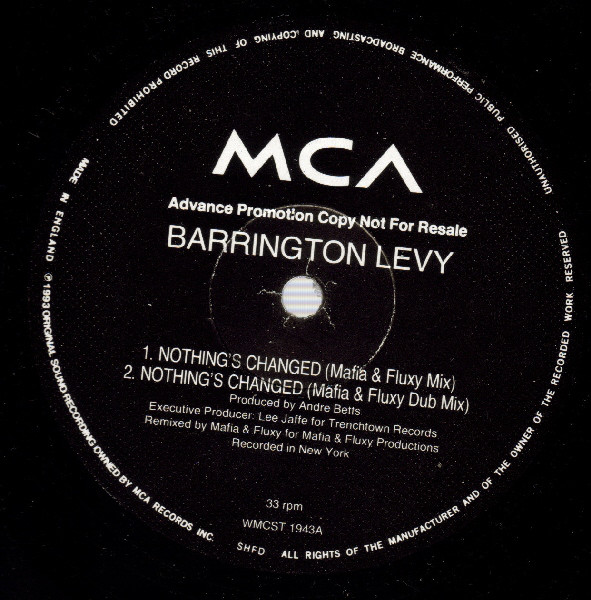 MCA
Advance Promotion Copy Not For Resale
BARRINGTON LEVY
1. NOTHING'S CHANGED (Mafia & Fluxy Mix)
2. NOTHING'S CHANGED (Mafia & Fluxy Dub Mix)
Produced by Andre Betts
Executive Producer: Lee Jaffe for Trenchtown Records
Remixed by Mafia & Fluxy for Mafia & Fluxy Productions
Recorded in New York
33 rpm
WMCST 1943A
MADE IN ENGLAND ℗ 1993 ORIGINAL SOUND RECORDING OWNED BY MCA RECORDS INC. SHFD ALL RIGHTS OF THE MANUFACTURER AND OF THE OWNER OF THE RECORDED WORK RESERVED
UNAUTHORISED PUBLIC PERFORMANCE BROADCASTING AND COPYING OF THIS RECORD PROHIBITED